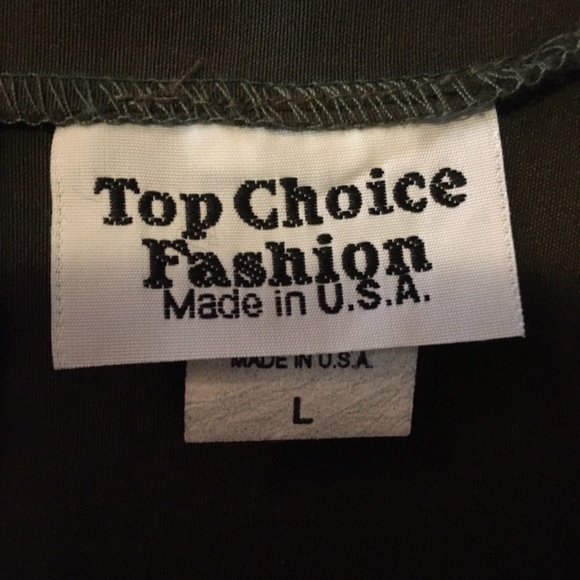 Top Choice
Fashion
Made in U.S.A.
MADE IN U.S.A.
L